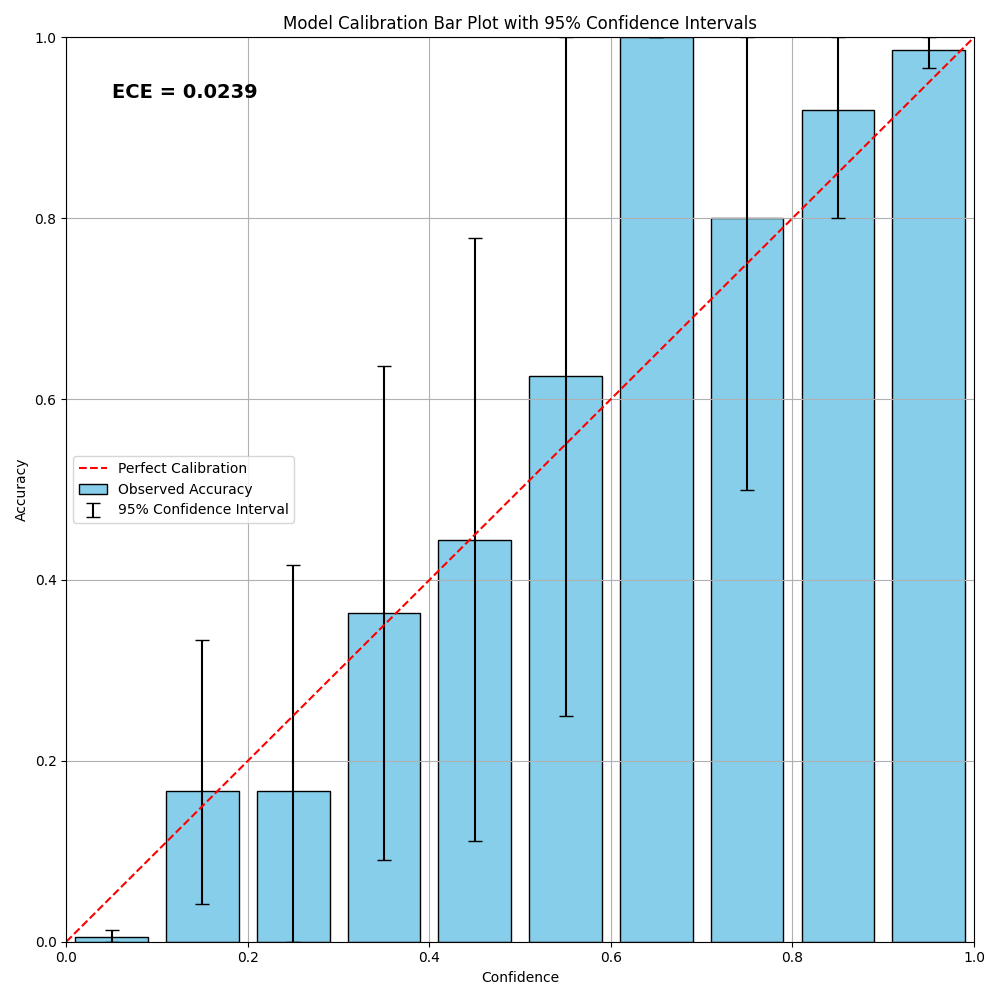 Model Calibration Bar Plot with 95% Confidence Intervals
1.0
ECE = 0.0239
0.8
0.6
Accuracy
Perfect Calibration
Observed Accuracy
95% Confidence Interval
0.4
0.2
0.0
0.0 0.2 0.4 0.6 0.8 1.0
Confidence